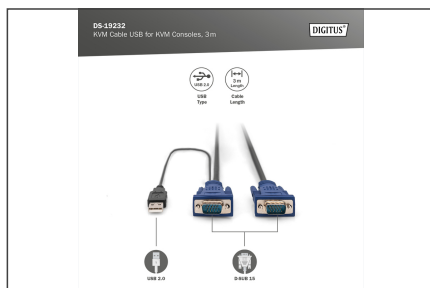 DS-19232
KVM Cable USB for KVM Consoles, 3 m
DIGITUS®
USB 2.0
3 m
Length
USB
Type
Cable
Length
USB 2.0
D-SUB 15